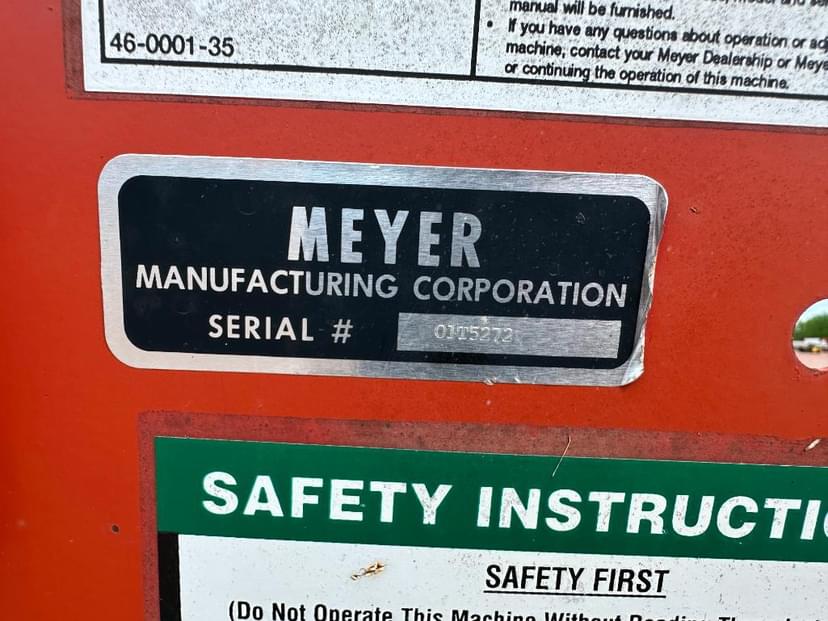 manual will be furnished.
• If you have any questions about operation or
machine, contact your Meyer Dealership or
or continuing the operation of this machine.
46-0001-35
MEYER
MANUFACTURING CORPORATION
SERIAL #
SAFETY
SAFETY FIRST
(Do Not Operate This Machine Without